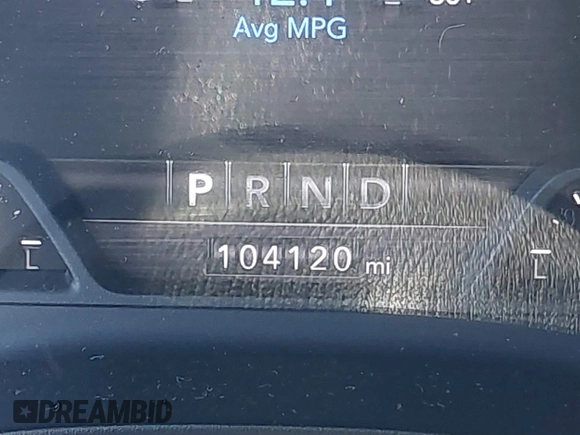 Avg MPG
P R N D
104120 mi
L L
DREAMBID